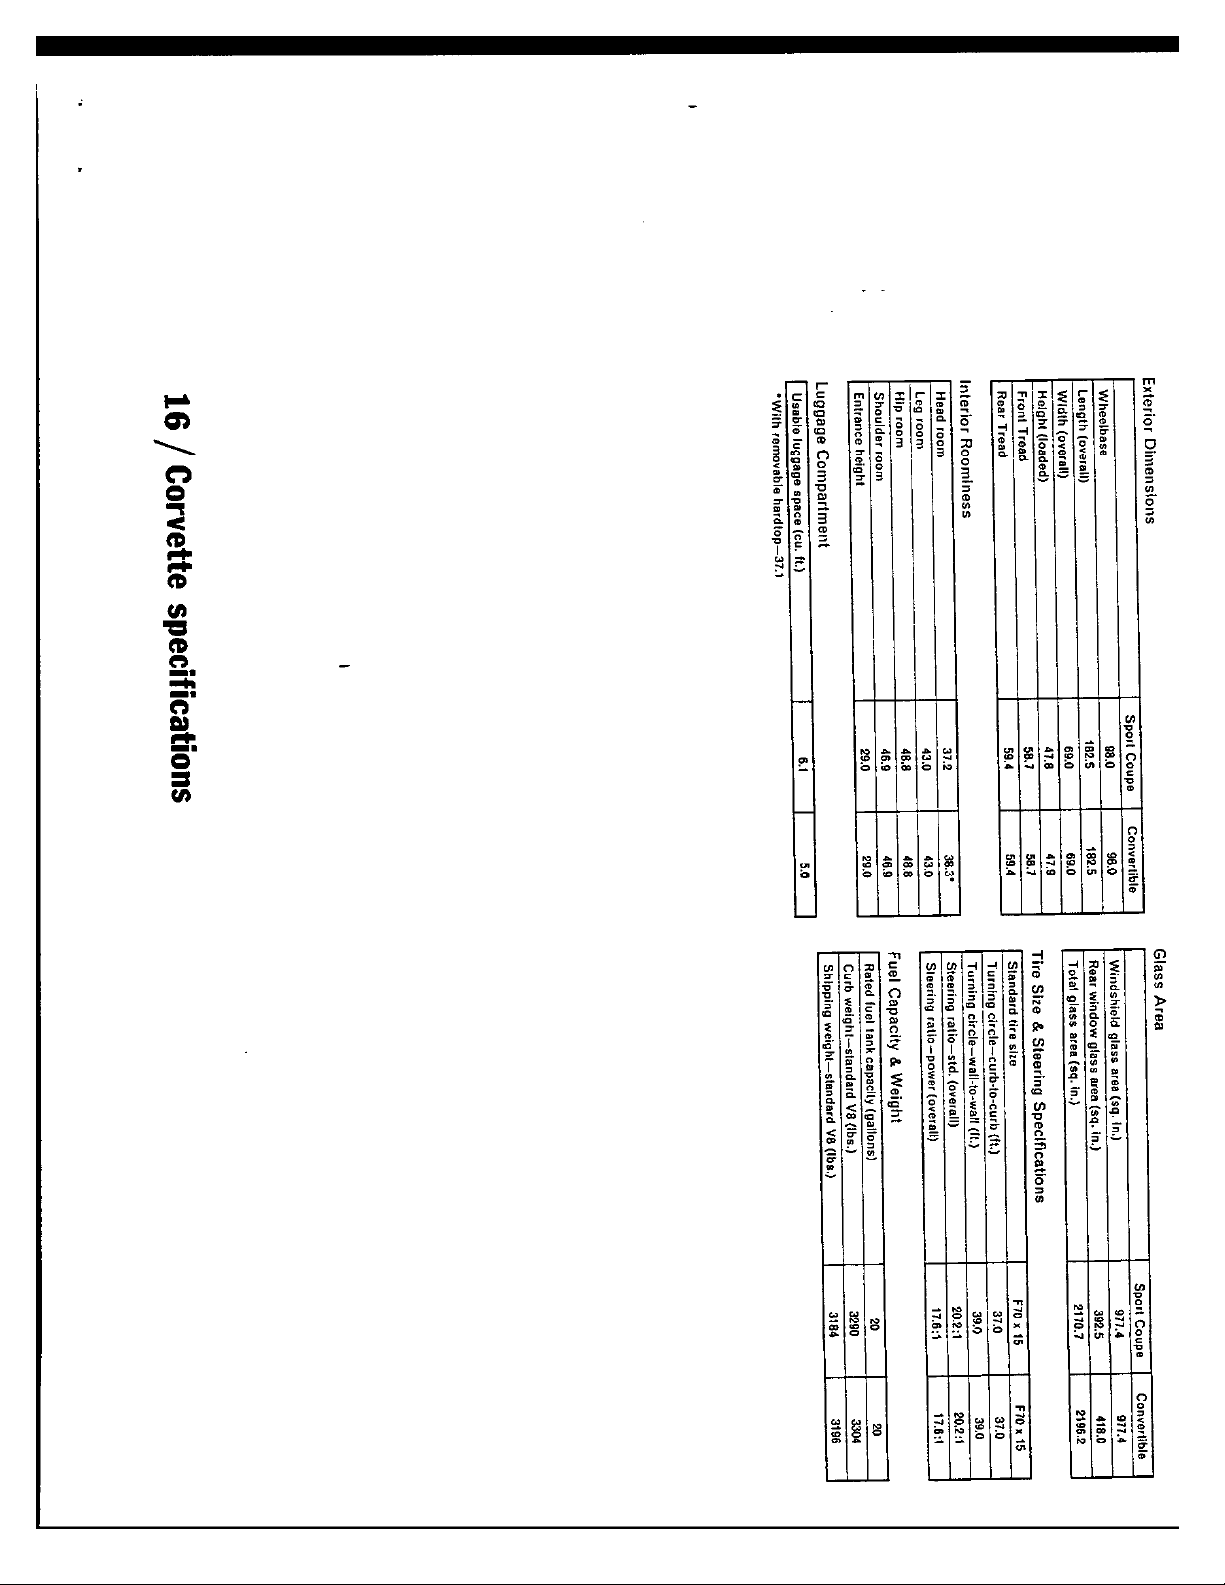 Exterior Dimensions
Sport Coupe Convertible
Wheelbase 98.0 98.0
Length (overall) 182.5 182.5
Width (overall) 69.0 69.0
Height (loaded) 47.8 47.9
Front Tread 58.7 58.7
Rear Tread 59.4 59.4
Interior Roominess
Head room 37.2 38.3*
Leg room 43.0 43.0
Hip room 48.8 48.8
Shoulder room 46.9 46.9
Entrance height 29.0 29.0
Luggage Compartment
Usable luggage space (cu. ft.) 6.1 5.0
*With removable hardtop—37.1
Glass Area
Sport Coupe Convertible
Windshield glass area (sq. in.) 977.4 977.4
Rear window glass area (sq. in.) 392.5 418.0
Total glass area (sq. in.) 2170.7 2196.2
Tire Size & Steering Specifications
Standard tire size F70 x 15 F70 x 15
Turning circle—curb-to-curb (ft.) 37.0 37.0
Turning circle—wall-to-wall (ft.) 39.0 39.0
Steering ratio—std. (overall) 20.2:1 20.2:1
Steering ratio—power (overall) 17.6:1 17.6:1
Fuel Capacity & Weight
Rated fuel tank capacity (gallons) 20 20
Curb weight—standard V8 (lbs.) 3290 3304
Shipping weight—standard V8 (lbs.) 3184 3196
16 / Corvette specifications